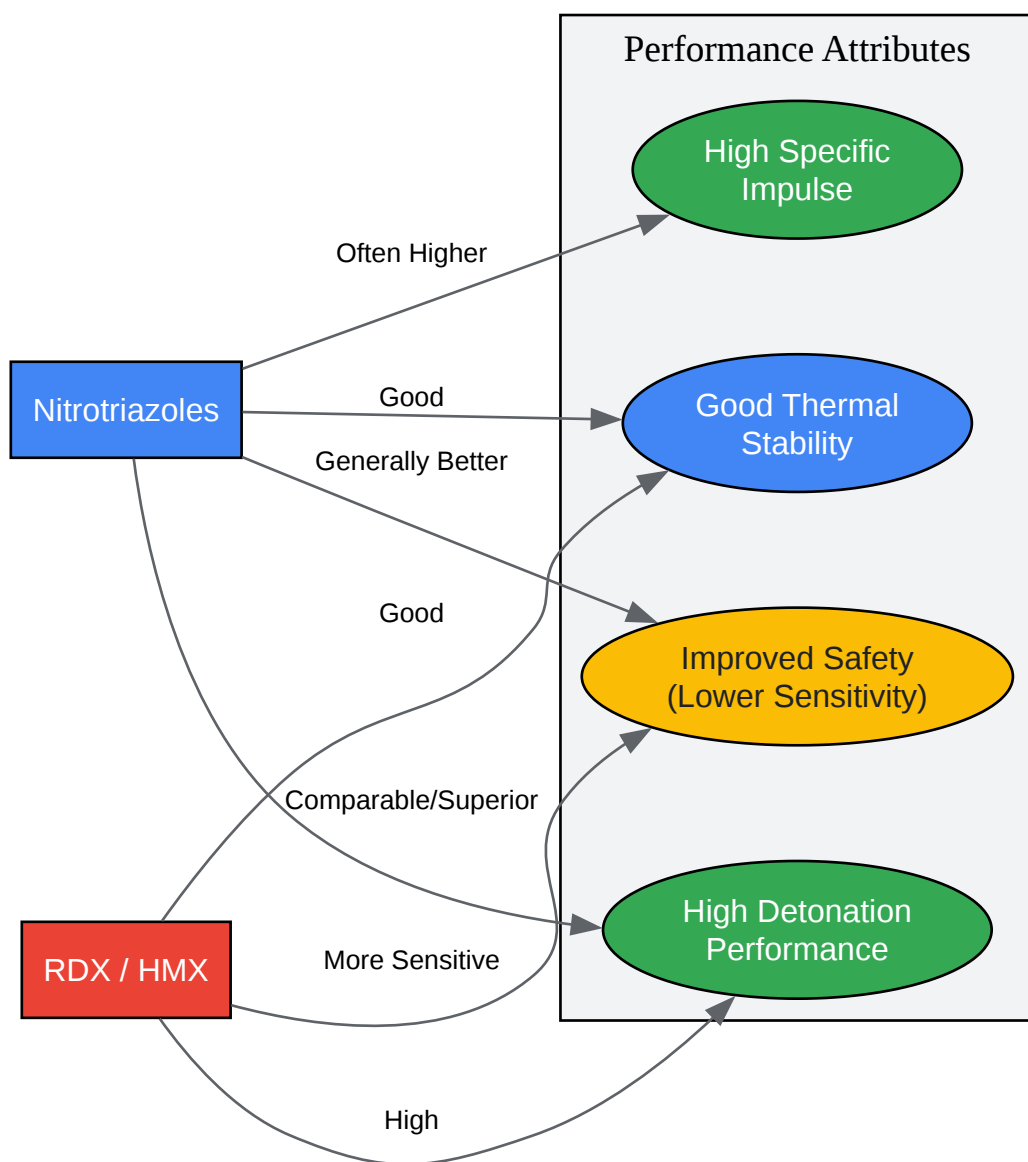 Performance Attributes
High Specific
Impulse
Often Higher
Nitrotriazoles
Good
Good Thermal
Stability
Generally Better
Good
Improved Safety
(Lower Sensitivity)
Comparable/Superior
High Detonation
Performance
RDX / HMX
More Sensitive
High